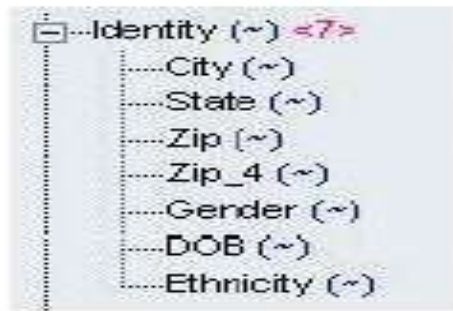 Identity (~) <7>
City (~)
State (~)
Zip (~)
Zip_4 (~)
Gender (~)
DOB (~)
Ethnicity (~)